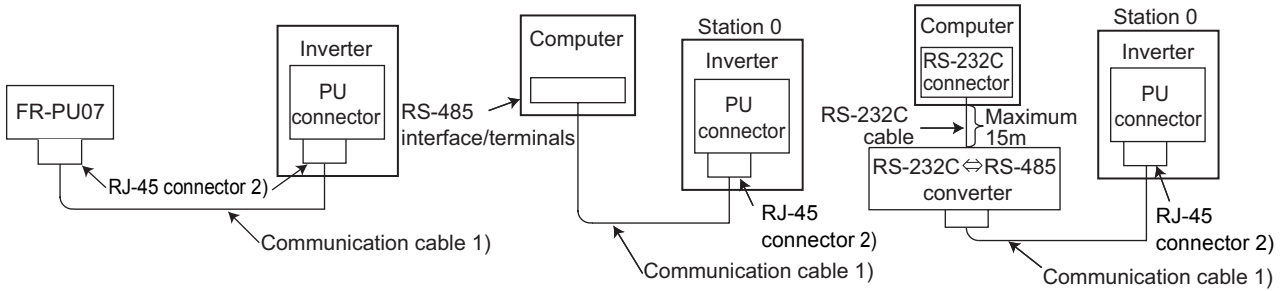 Inverter
PU
connector
FR-PU07
RJ-45 connector 2)
Communication cable 1)
Computer
RS-485
interface/terminals
Station 0
Inverter
PU
connector
RJ-45
connector 2)
Communication cable 1)
Computer
RS-232C
connector
RS-232C
cable
Maximum
15m
RS-232C⇔RS-485
converter
Station 0
Inverter
PU
connector
RJ-45
connector 2)
Communication cable 1)